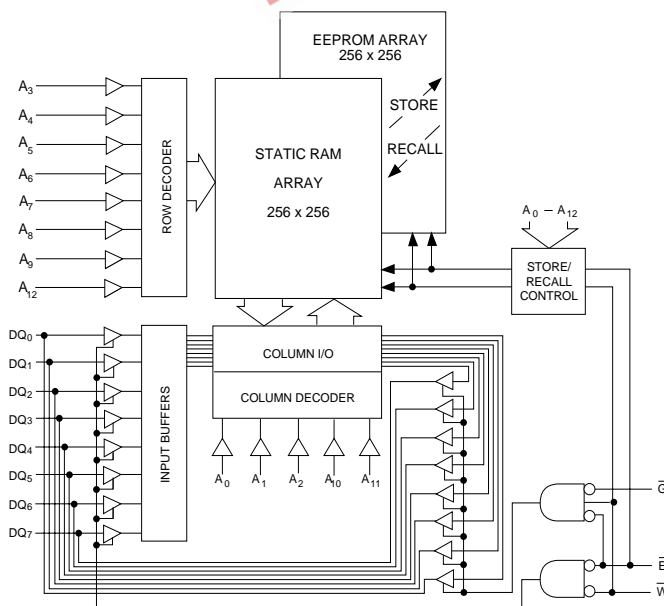 EEPROM ARRAY
256 x 256
STORE
RECALL
STATIC RAM
ARRAY
256 x 256
A3
A4
A5
A6
A7
A8
A9
A12
ROW DECODER
A0 – A12
STORE/
RECALL
CONTROL
DQ0
DQ1
DQ2
DQ3
DQ4
DQ5
DQ6
DQ7
INPUT BUFFERS
COLUMN I/O
COLUMN DECODER
A0
A1
A2
A10
A11
G̅
E̅
W̅